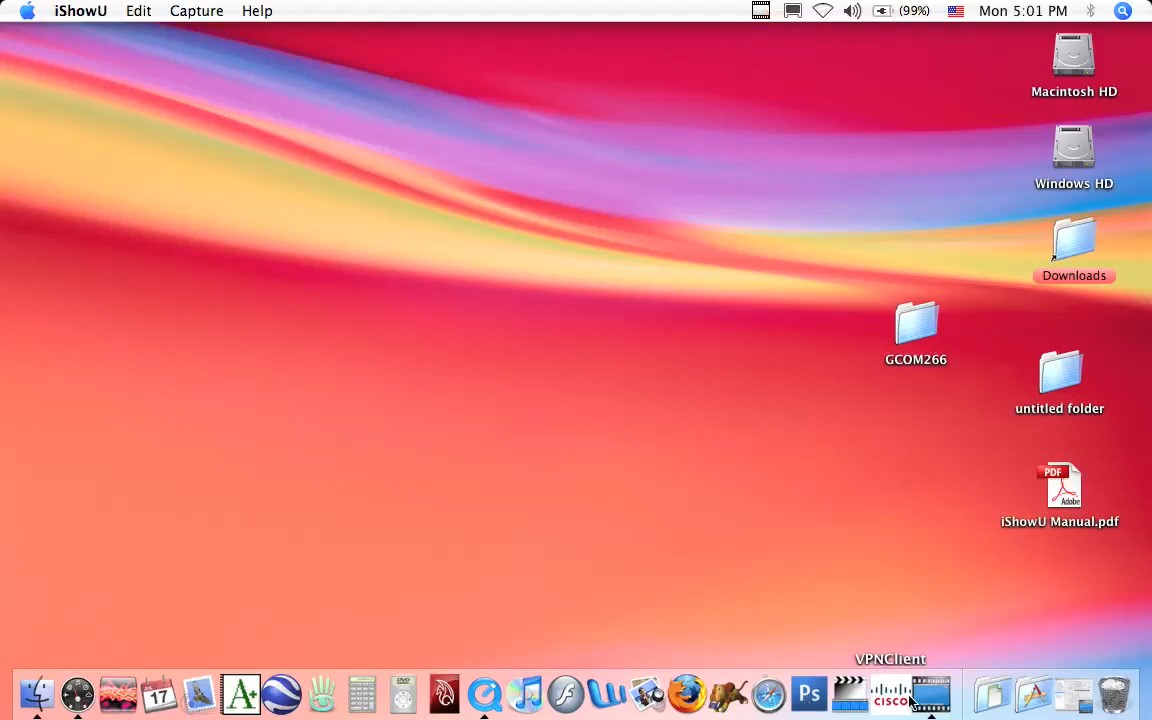 iShowU Edit Capture Help (99%) Mon 5:01 PM
Macintosh HD
Windows HD
Downloads
GCOM266
untitled folder
PDF
Adobe
iShowU Manual.pdf
VPNClient
17
A+
DVD
Ps
CISCO